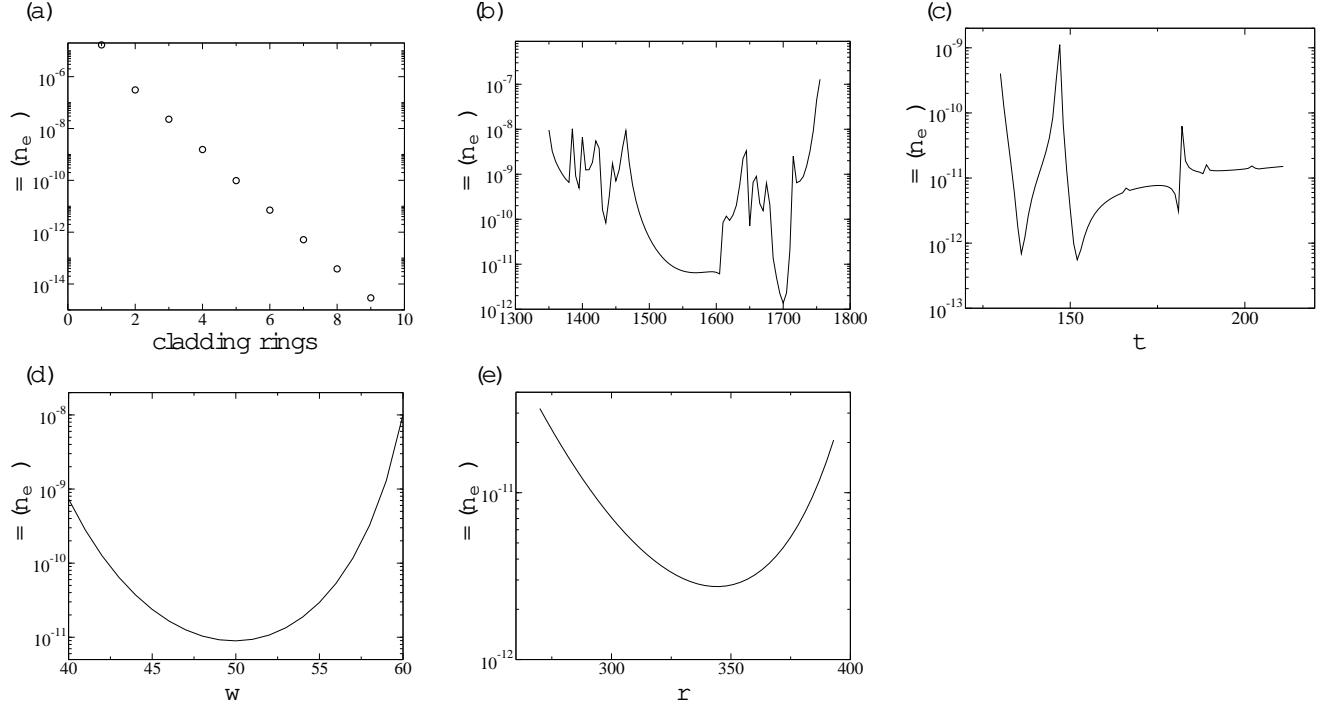 (a)
10^-6
10^-8
10^-10
10^-12
10^-14
= (n_e )
0 2 4 6 8 10
cladding rings
(b)
10^-7
10^-8
10^-9
10^-10
10^-11
10^-12
= (n_e )
1300 1400 1500 1600 1700 1800
(c)
10^-9
10^-10
10^-11
10^-12
10^-13
= (n_e )
150 200
t
(d)
10^-8
10^-9
10^-10
10^-11
= (n_e )
40 45 50 55 60
w
(e)
10^-11
10^-12
= (n_e )
300 350 400
r